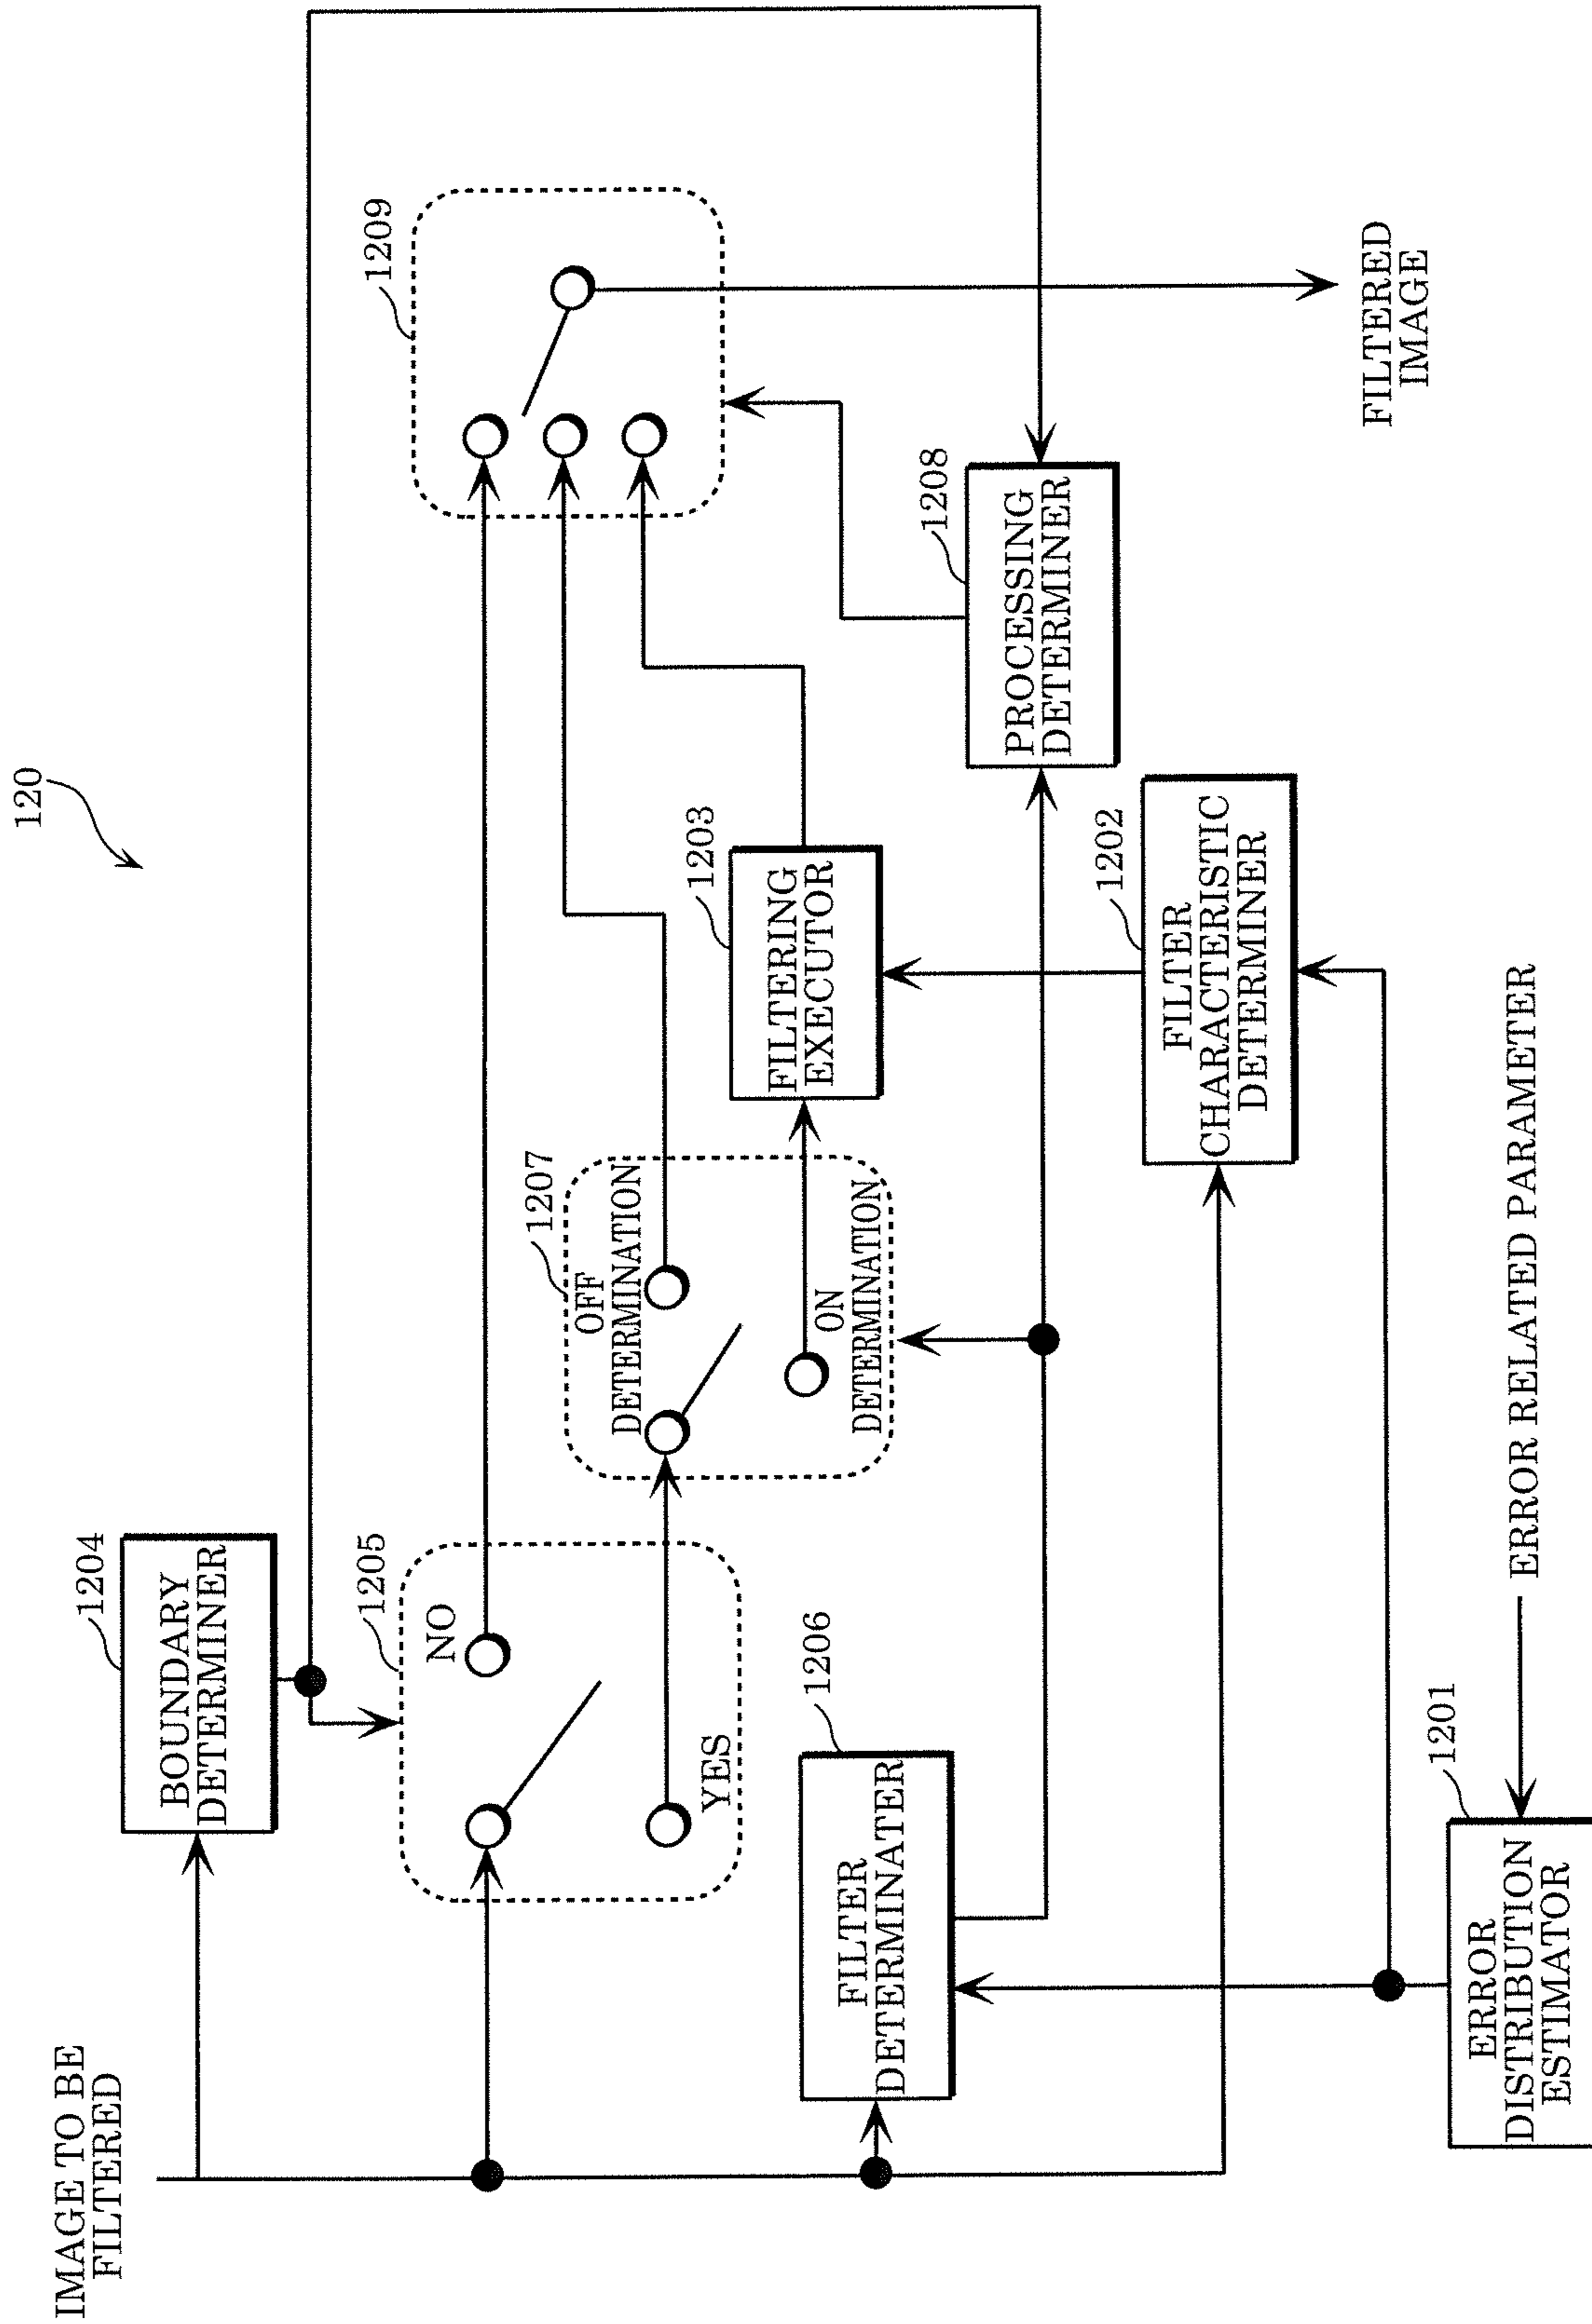 120
IMAGE TO BE
FILTERED
1204
BOUNDARY
DETERMINER
1205
NO
YES
1209
1207
OFF
DETERMINATION
ON
DETERMINATION
1203
FILTERING
EXECUTOR
1206
FILTER
DETERMINATER
1208
PROCESSING
DETERMINER
1202
FILTER
CHARACTERISTIC
DETERMINER
FILTERED
IMAGE
1201
ERROR
DISTRIBUTION
ESTIMATOR
ERROR RELATED PARAMETER